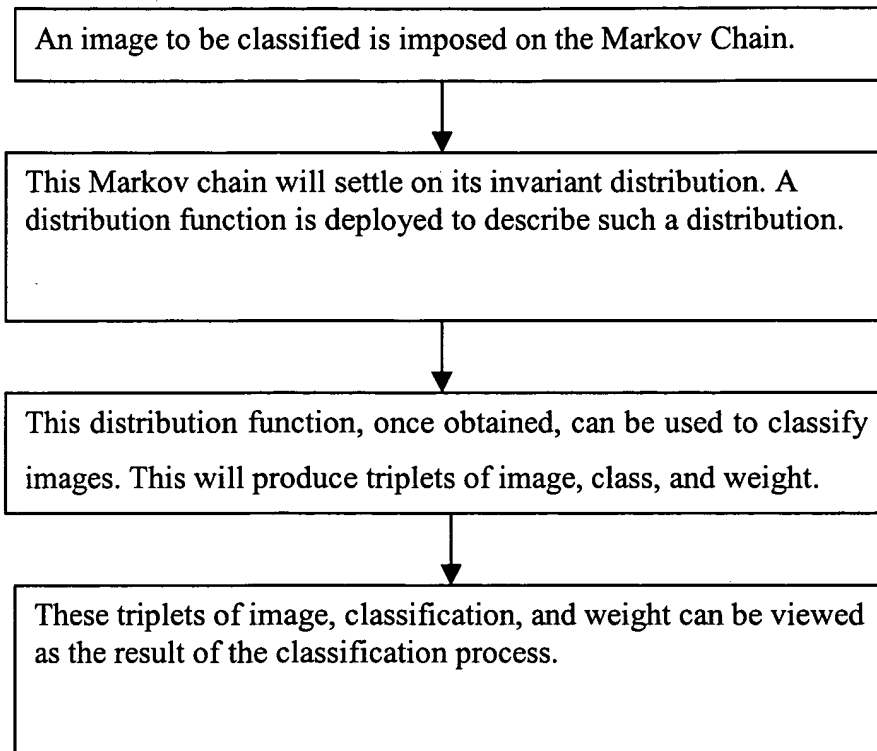 An image to be classified is imposed on the Markov Chain.
This Markov chain will settle on its invariant distribution. A
distribution function is deployed to describe such a distribution.
This distribution function, once obtained, can be used to classify
images. This will produce triplets of image, class, and weight.
These triplets of image, classification, and weight can be viewed
as the result of the classification process.